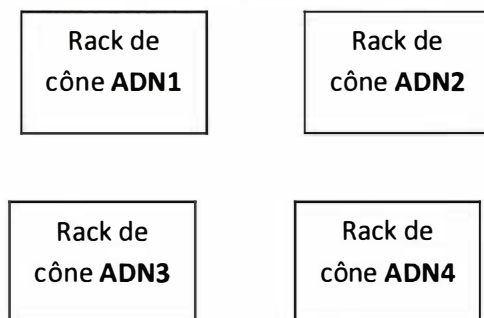 Rack de
cône ADN1
Rack de
cône ADN2
Rack de
cône ADN3
Rack de
cône ADN4